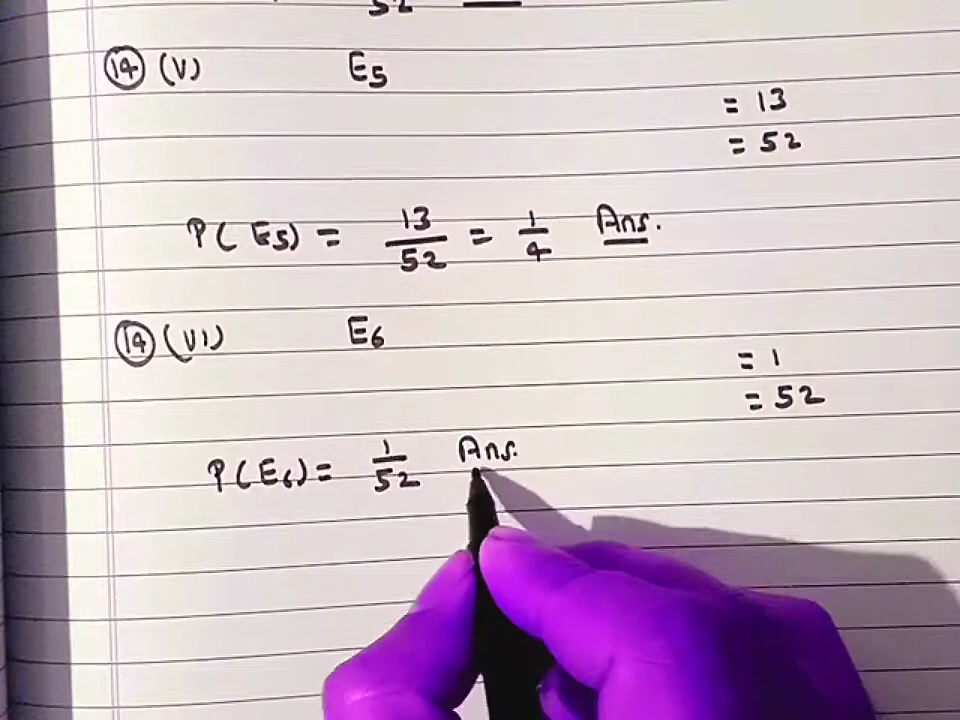 52
14 (V) E5
= 13
= 52
P(E5) = 13/52 = 1/4 Ans.
14 (VI) E6
= 1
= 52
P(E6) = 1/52 Ans.